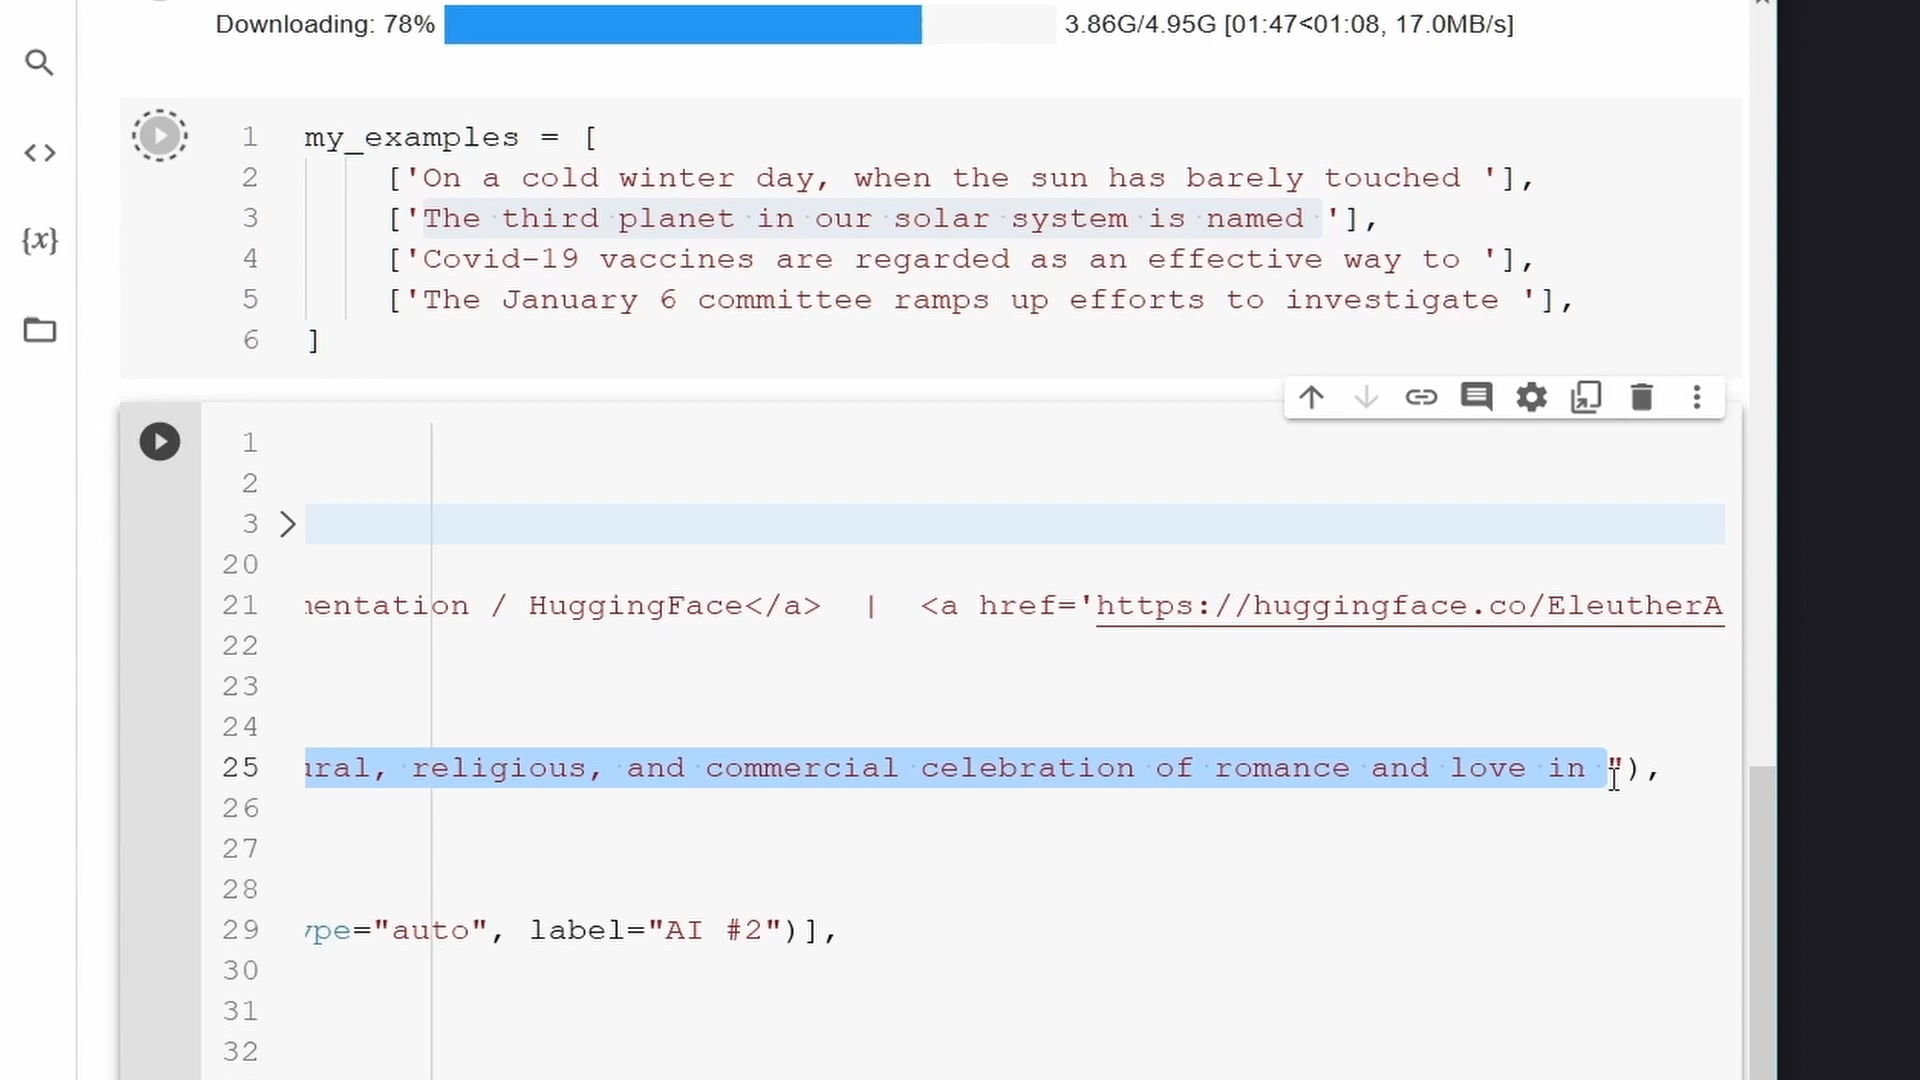 Downloading: 78% 3.86G/4.95G [01:47<01:08, 17.0MB/s]
{x}
1 my_examples = [
2 ['On a cold winter day, when the sun has barely touched '],
3 ['The third planet in our solar system is named '],
4 ['Covid-19 vaccines are regarded as an effective way to '],
5 ['The January 6 committee ramps up efforts to investigate '],
6 ]
1
2
3
20
21 mentation / HuggingFace</a> | <a href='https://huggingface.co/EleutherA
22
23
24
25 ural, religious, and commercial celebration of romance and love in "),
26
27
28
29 ype="auto", label="AI #2")],
30
31
32